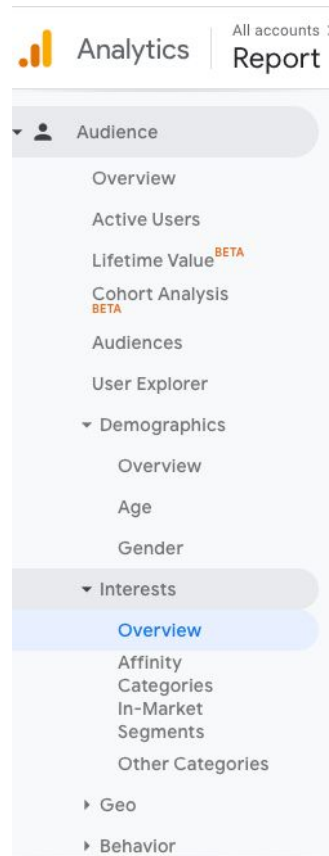 All accounts
Analytics
Report
Audience
Overview
Active Users
Lifetime Value BETA
Cohort Analysis
BETA
Audiences
User Explorer
Demographics
Overview
Age
Gender
Interests
Overview
Affinity
Categories
In-Market
Segments
Other Categories
Geo
Behavior